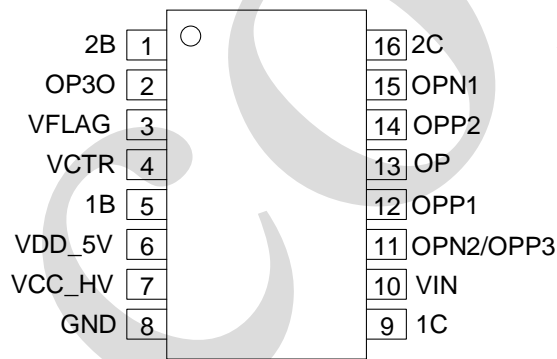 2B 1 16 2C
OP3O 2 15 OPN1
VFLAG 3 14 OPP2
VCTR 4 13 OP
1B 5 12 OPP1
VDD_5V 6 11 OPN2/OPP3
VCC_HV 7 10 VIN
GND 8 9 1C